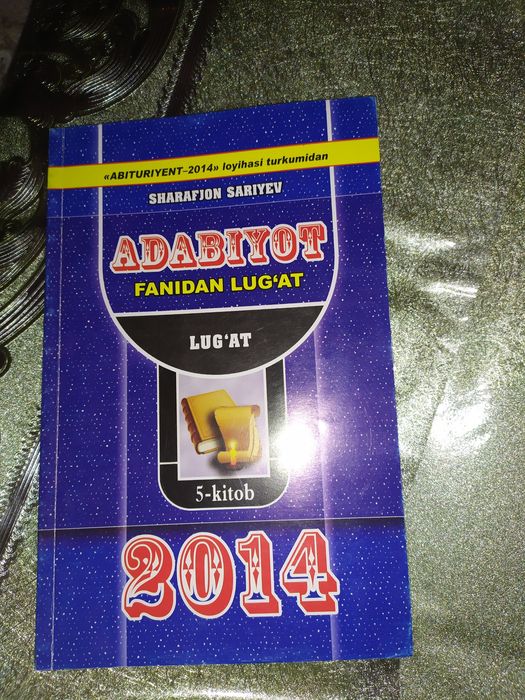 «ABITURIYENT–2014» loyihasi turkumidan
SHARAFJON SARIYEV
ADABIYOT
FANIDAN LUG‘AT
LUG‘AT
5-kitob
2014